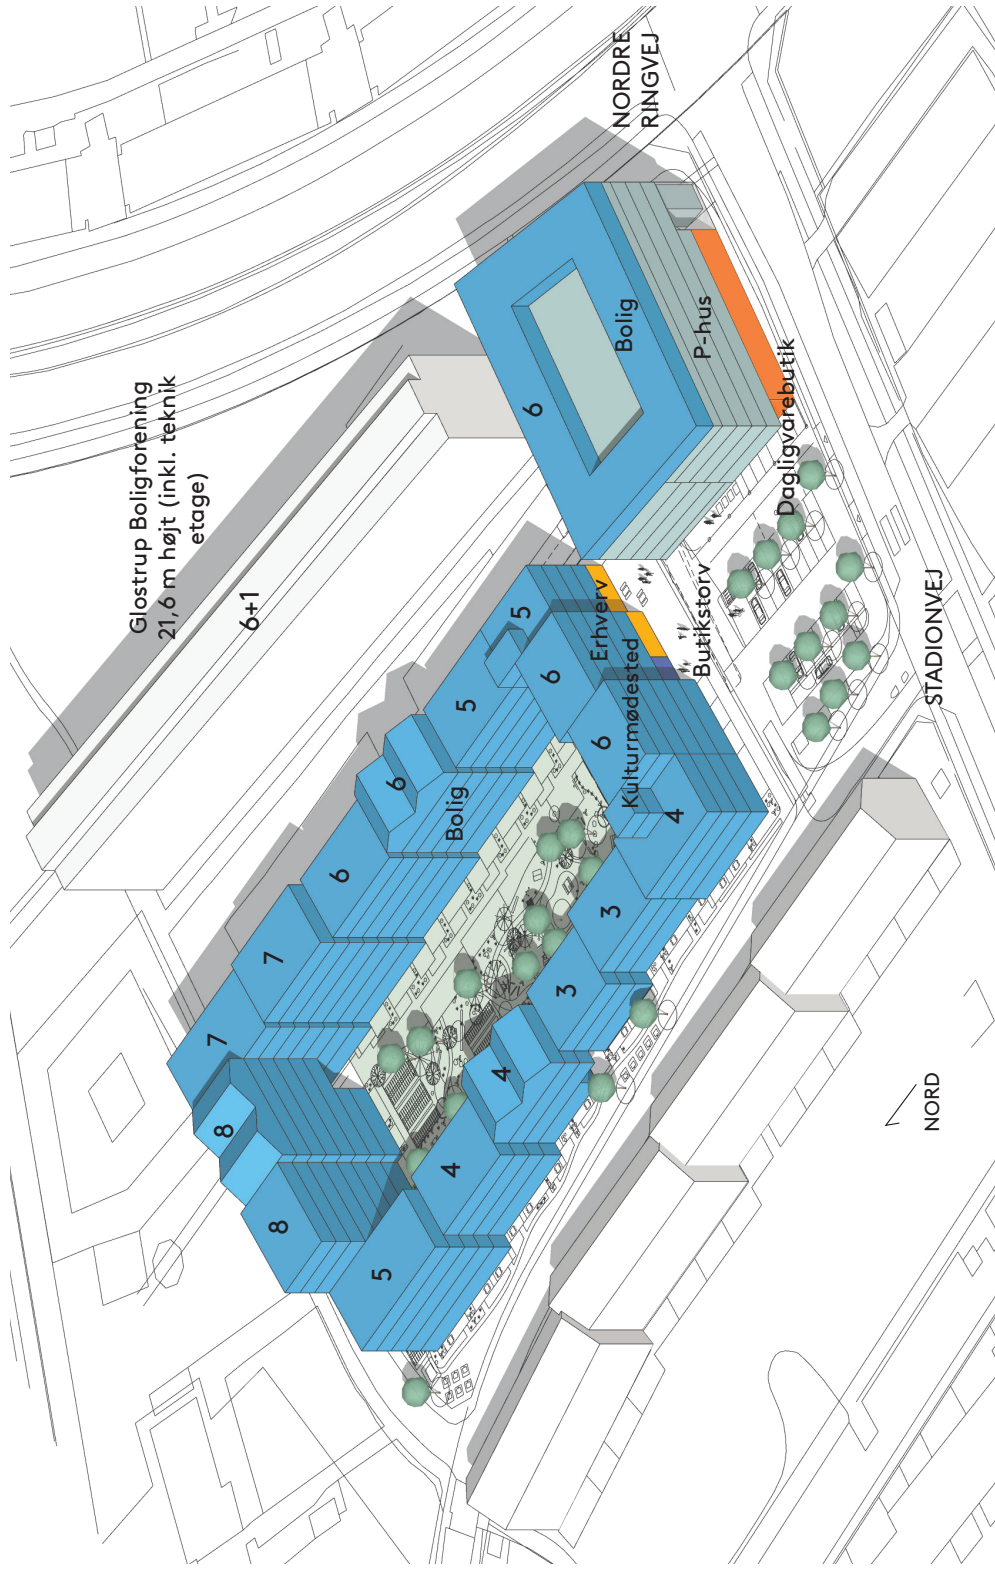 Glostrup Boligforening
21,6 m højt (inkl. teknik
etage)
7
8
6+1
7
8
6
5
6
4
Bolig
5
4
5
6
6
3
Erhverv
6
3
NORDRE
RINGVEJ
Bolig
Kulturmødested
4
Butikstorv
P-hus
Dagligvarebutik
NORD
STADIONVEJ